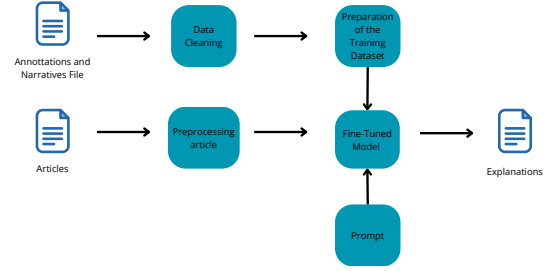 Annottations and
Narratives File
Data
Cleaning
Preparation
of the
Training
Dataset
Articles
Preprocessing
article
Fine-Tuned
Model
Explanations
Prompt